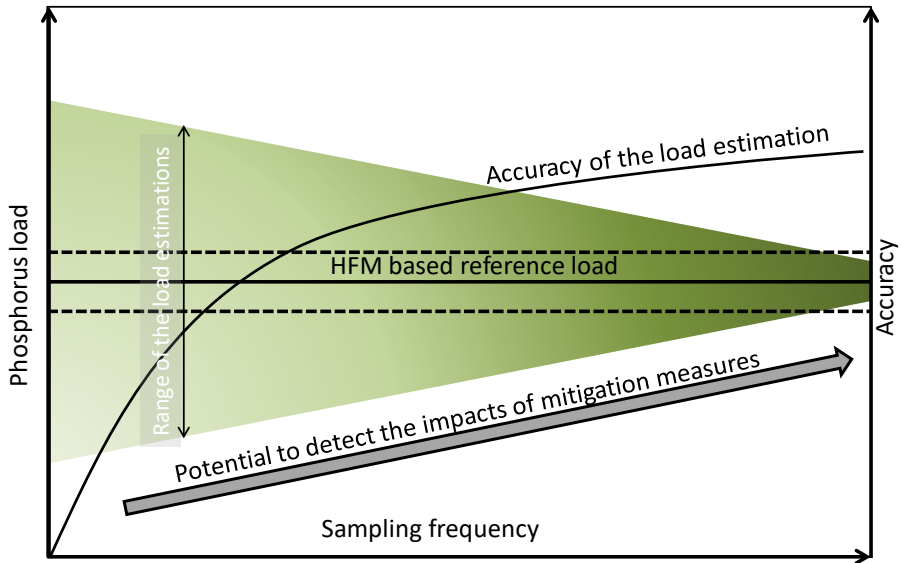 Accuracy of the load estimation
Range of the load estimations
Phosphorus load
HFM based reference load
Accuracy
Potential to detect the impacts of mitigation measures
Sampling frequency